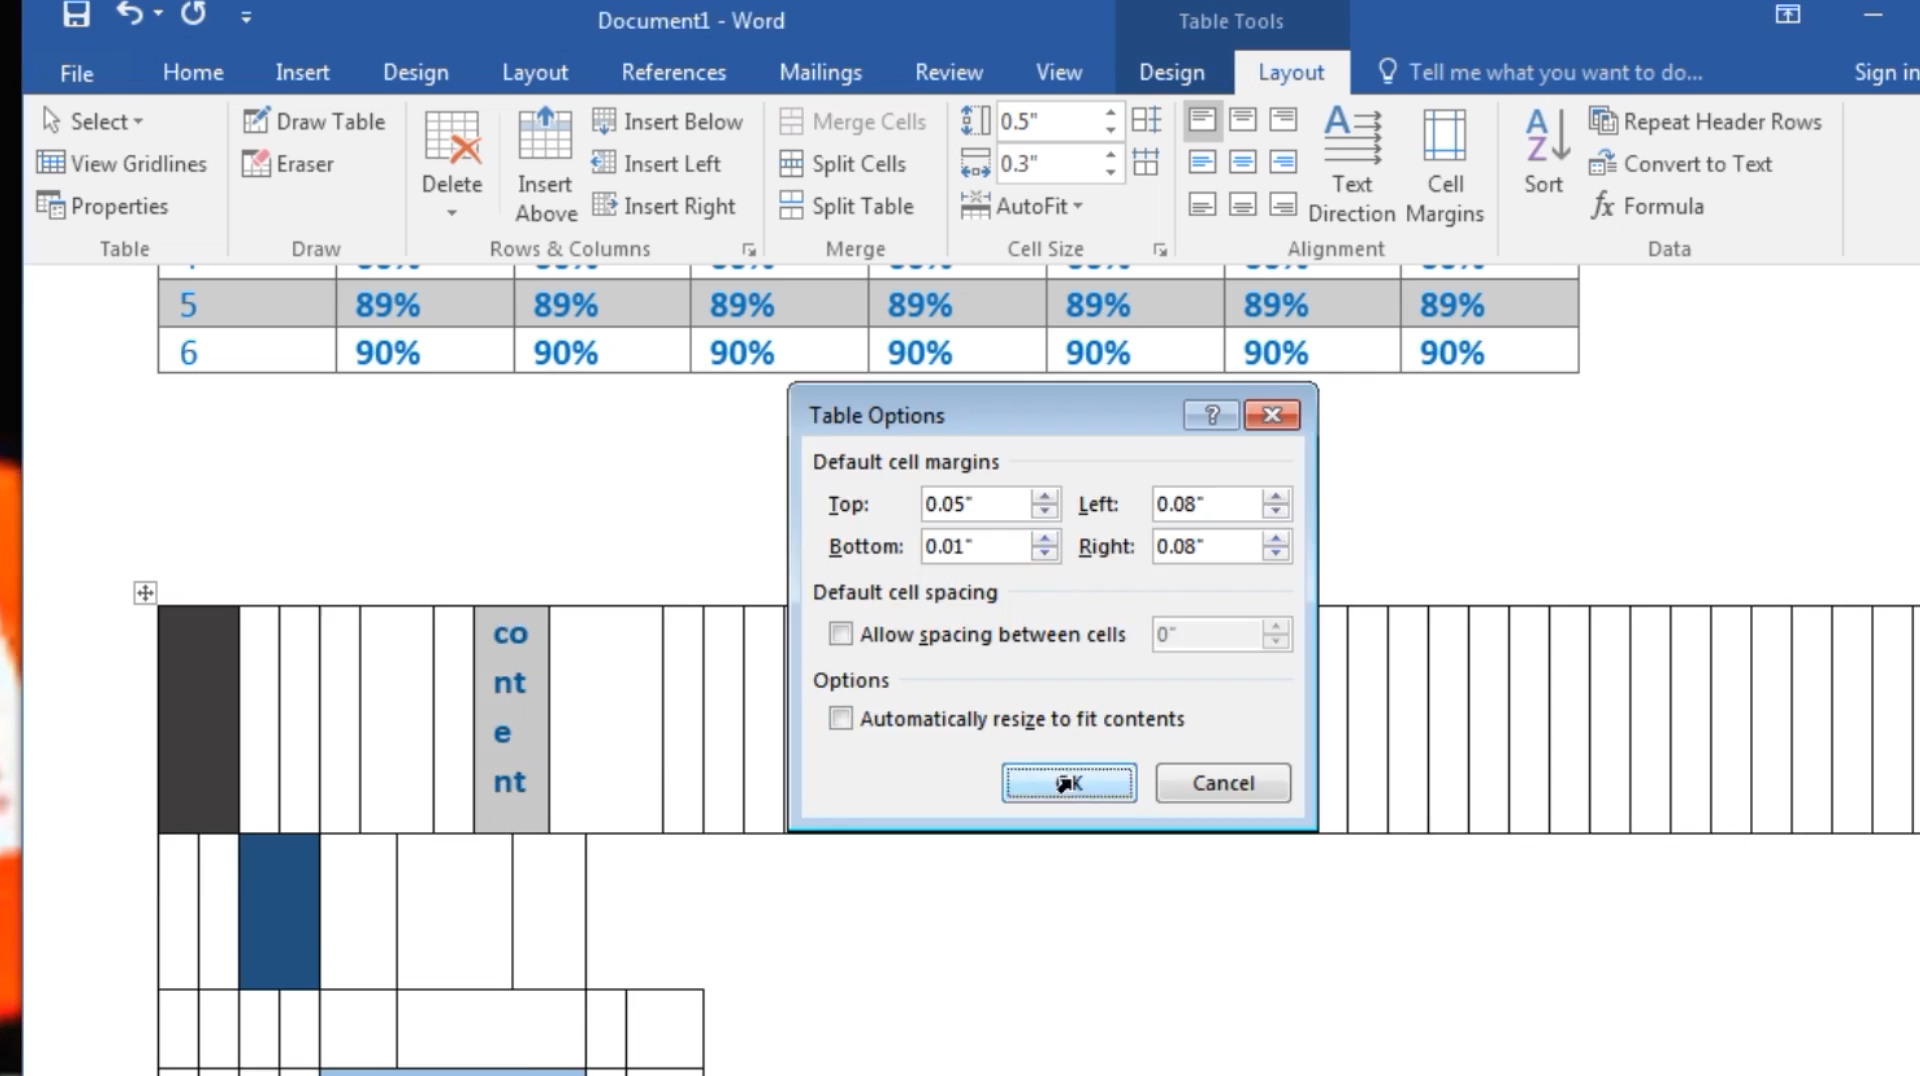 Document1 - Word
Table Tools
File Home Insert Design Layout References Mailings Review View Design Layout Tell me what you want to do... Sign in
Select Draw Table Insert Below Merge Cells 0.5" Repeat Header Rows
View Gridlines Eraser Insert Left Split Cells 0.3" Convert to Text
Delete Insert Above Text Direction Cell Margins Sort
Properties Insert Right Split Table AutoFit Formula
Table Draw Rows & Columns Merge Cell Size Alignment Data
5 89% 89% 89% 89% 89% 89% 89%
6 90% 90% 90% 90% 90% 90% 90%
Table Options
Default cell margins
Top: 0.05" Left: 0.08"
Bottom: 0.01" Right: 0.08"
Default cell spacing
Allow spacing between cells 0"
Options
Automatically resize to fit contents
OK Cancel
co
nt
e
nt